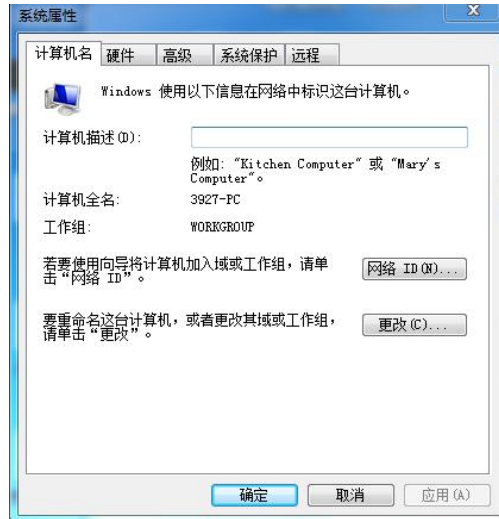 系统属性
X
计算机名 硬件 高级 系统保护 远程
Windows 使用以下信息在网络中标识这台计算机。
计算机描述(D):
例如: "Kitchen Computer" 或 "Mary's
Computer"。
计算机全名: 3927-PC
工作组: WORKGROUP
若要使用向导将计算机加入域或工作组，请单
击“网络 ID”。
网络 ID(N)...
要重命名这台计算机，或者更改其域或工作组，
请单击“更改”。
更改(C)...
确定 取消 应用(A)